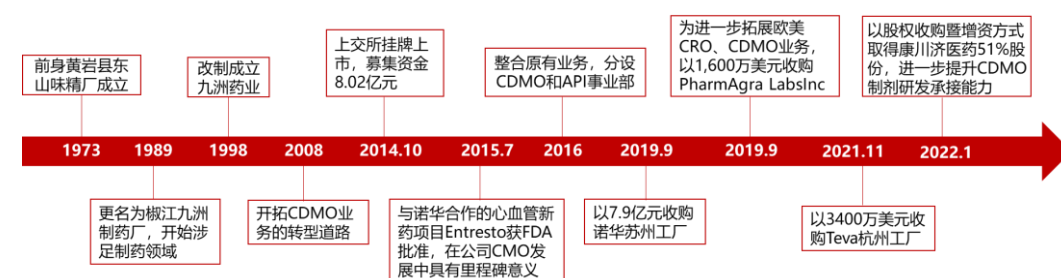 前身黄岩县东
山味精厂成立
改制成立
九洲药业
上交所挂牌上
市，募集资金
8.02亿元
整合原有业务，分设
CDMO和API事业部
为进一步拓展欧美
CRO、CDMO业务，
以1,600万美元收购
PharmAgra LabsInc
以股权收购暨增资方式
取得康川济医药51%股
份，进一步提升CDMO
制剂研发承接能力
1973
1989
1998
2008
2014.10
2015.7
2016
2019.9
2019.9
2021.11
2022.1
更名为椒江九洲
制药厂，开始涉
足制药领域
开拓CDMO业
务的转型道路
与诺华合作的心血管新
药项目Entresto获FDA
批准，在公司CMO发
展中具有里程碑意义
以7.9亿元收购
诺华苏州工厂
以3400万美元收
购Teva杭州工厂